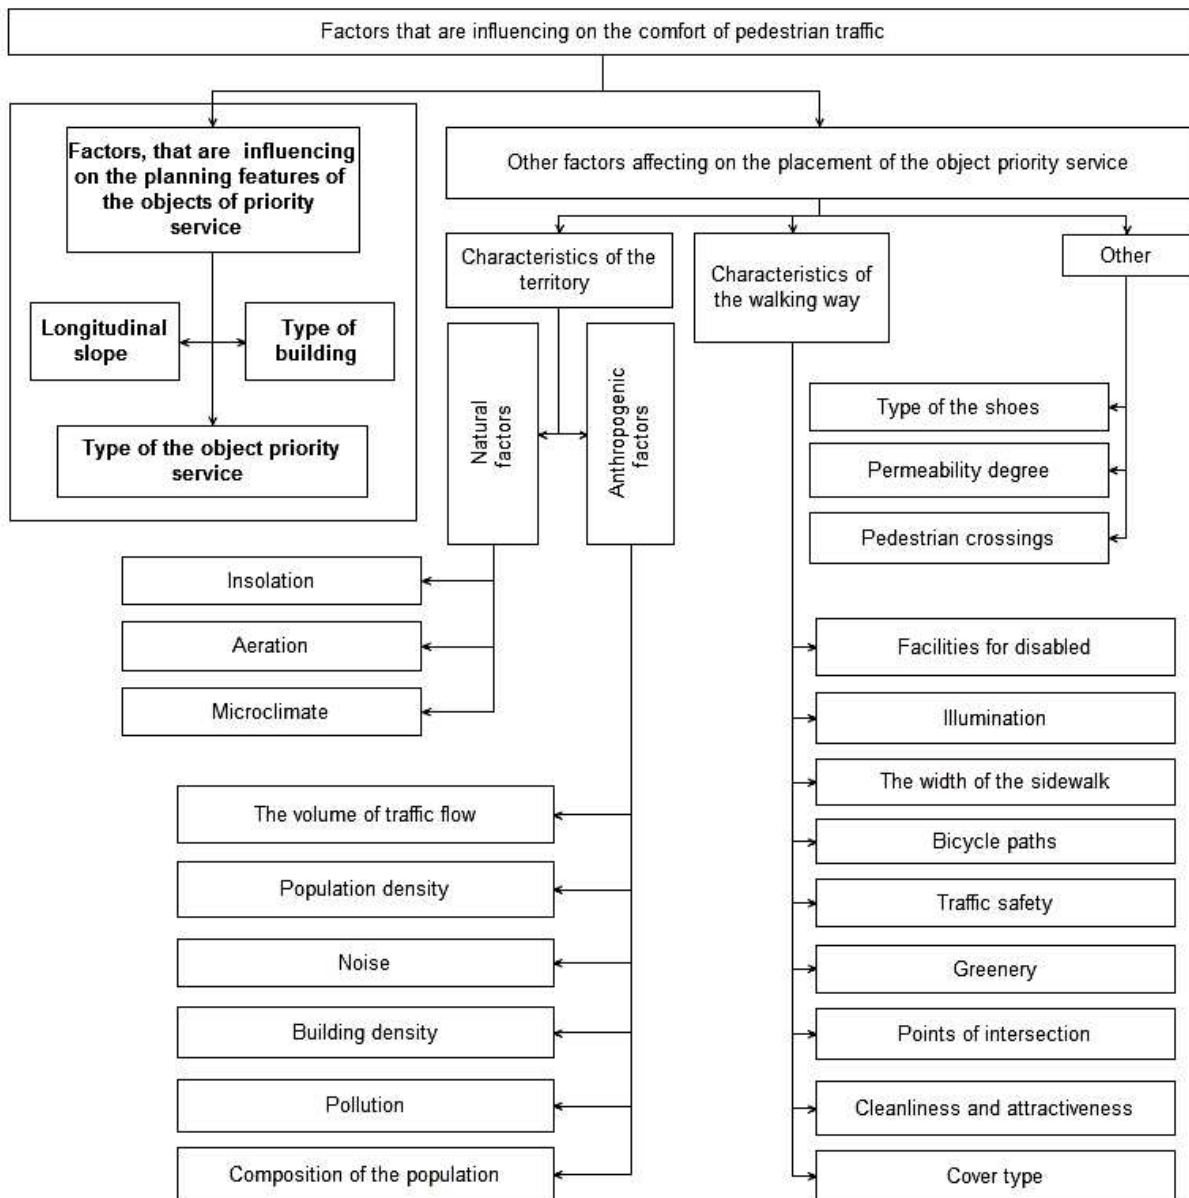 Factors that are influencing on the comfort of pedestrian traffic
Factors, that are influencing
on the planning features of
the objects of priority
service
Other factors affecting on the placement of the object priority service
Longitudinal
slope
Type of
building
Type of the object priority
service
Characteristics of the
territory
Characteristics of
the walking way
Other
Natural
factors
Anthropogenic
factors
Type of the shoes
Permeability degree
Pedestrian crossings
Insolation
Aeration
Microclimate
The volume of traffic flow
Population density
Noise
Building density
Pollution
Composition of the population
Facilities for disabled
Illumination
The width of the sidewalk
Bicycle paths
Traffic safety
Greenery
Points of intersection
Cleanliness and attractiveness
Cover type